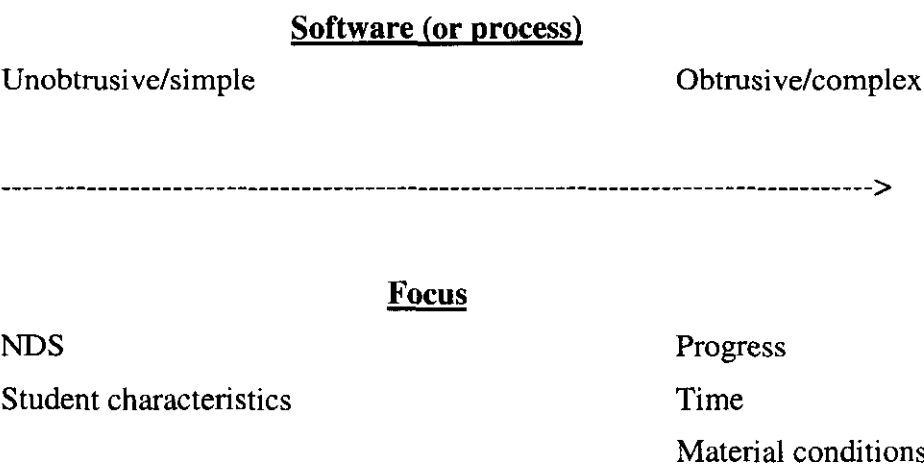 Software (or process)
Unobtrusive/simple Obtrusive/complex
-------------------------------------------------------------------------------->
Focus
NDS Progress
Student characteristics Time
Material conditions